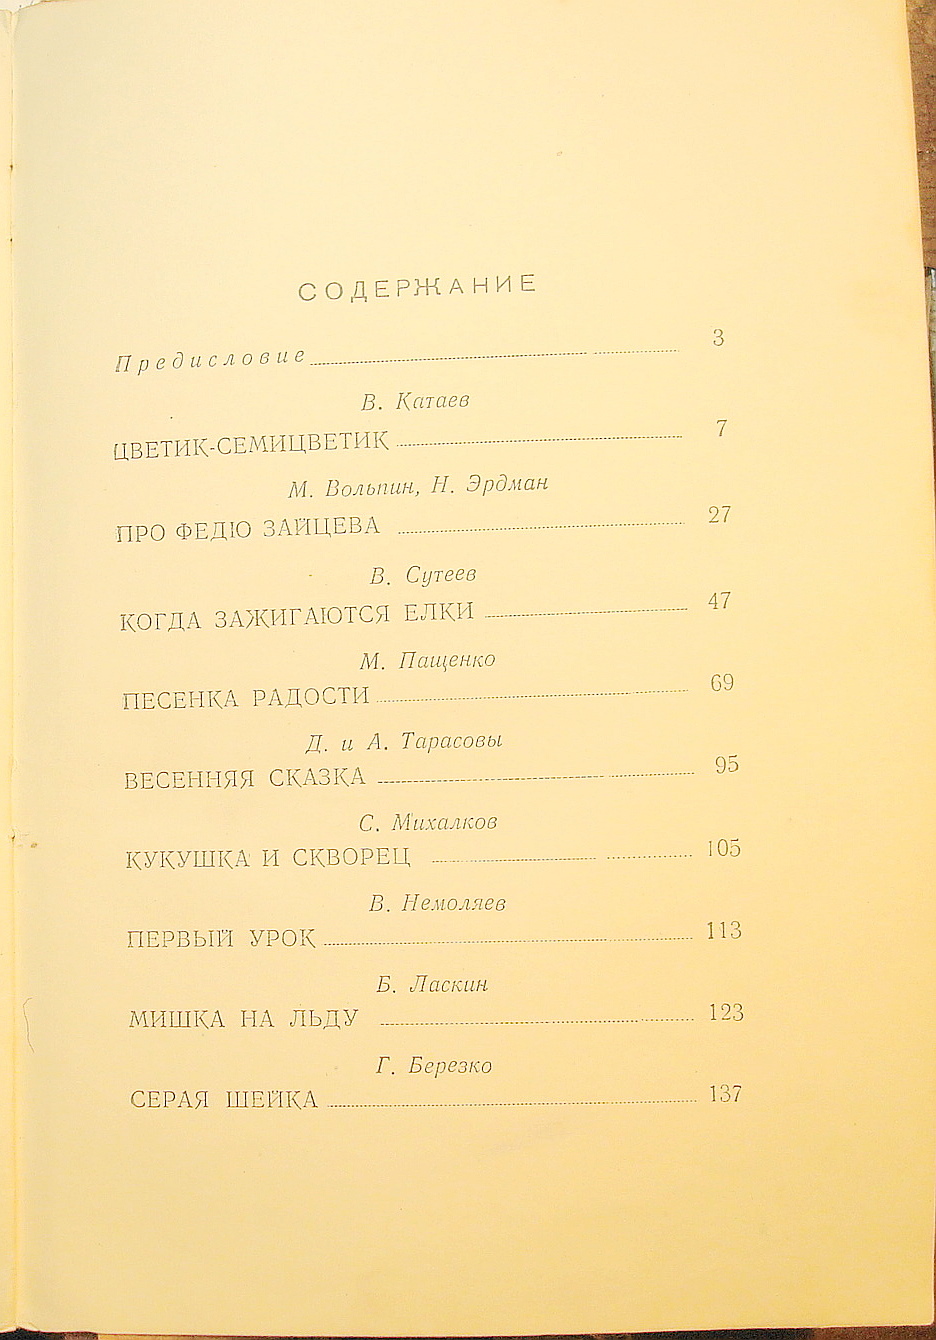 СОДЕРЖАНИЕ
Предисловие 3
В. Катаев
ЦВЕТИК-СЕМИЦВЕТИК 7
М. Вольпин, Н. Эрдман
ПРО ФЕДЮ ЗАЙЦЕВА 27
В. Сутеев
КОГДА ЗАЖИГАЮТСЯ ЕЛКИ 47
М. Пащенко
ПЕСЕНКА РАДОСТИ 69
Д. и А. Тарасовы
ВЕСЕННЯЯ СКАЗКА 95
С. Михалков
КУКУШКА И СКВОРЕЦ 105
В. Немоляев
ПЕРВЫЙ УРОК 113
Б. Ласкин
МИШКА НА ЛЬДУ 123
Г. Березко
СЕРАЯ ШЕЙКА 137